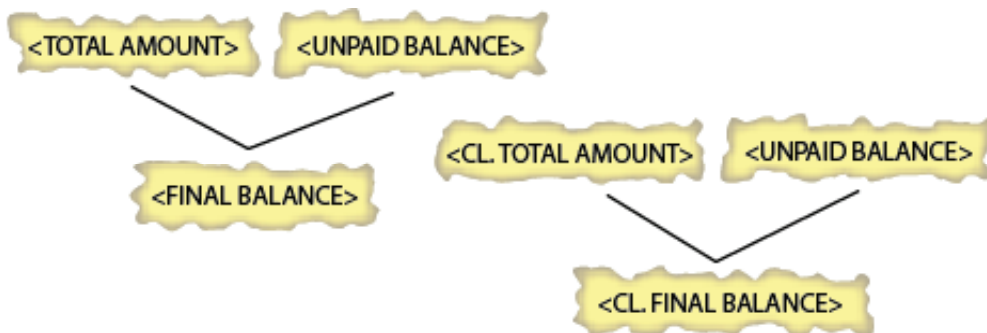 <TOTAL AMOUNT>
<UNPAID BALANCE>
<FINAL BALANCE>
<CL. TOTAL AMOUNT>
<UNPAID BALANCE>
<CL. FINAL BALANCE>